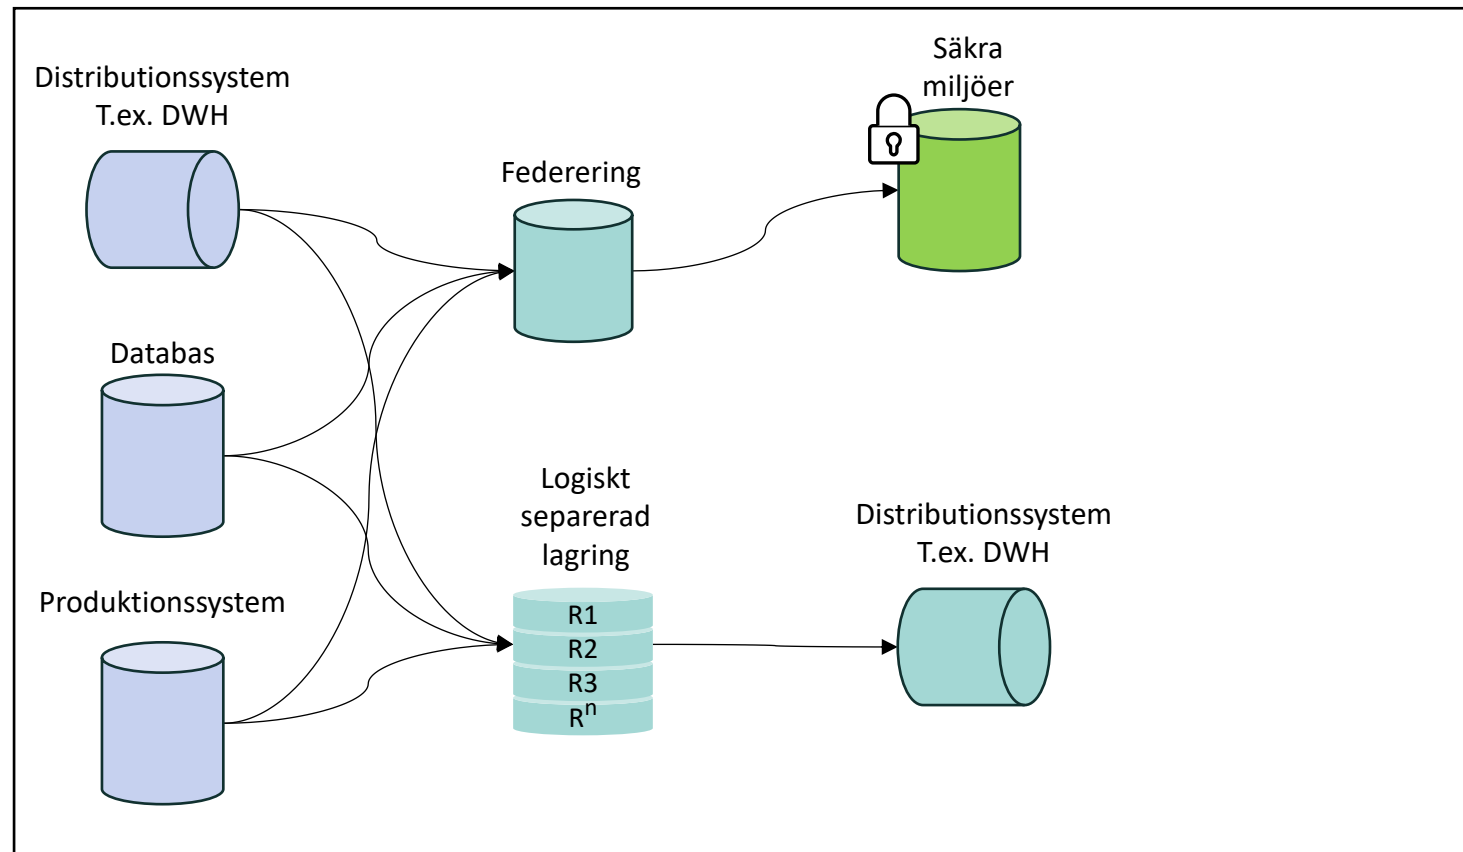 Distributionssystem
T.ex. DWH
Databas
Produktionssystem
Federering
Logiskt
separerad
lagring
R1
R2
R3
Rⁿ
Säkra
miljöer
Distributionssystem
T.ex. DWH